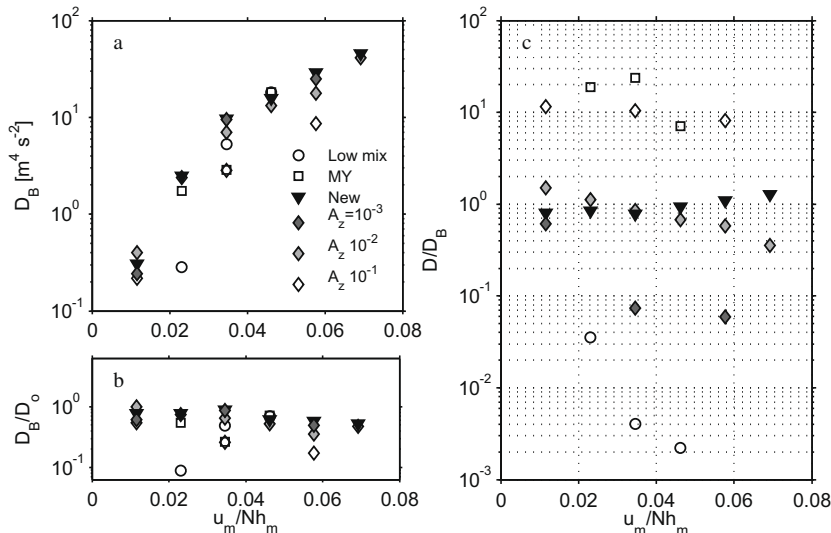 a
D_B [m^4 s^-2]
10^2
10^1
10^0
10^-1
0 0.02 0.04 0.06 0.08
Low mix
MY
New
A_z=10^-3
A_z 10^-2
A_z 10^-1
b
D_B/D_o
10^0
10^-1
0 0.02 0.04 0.06 0.08
u_m/Nh_m
c
D/D_B
10^2
10^1
10^0
10^-1
10^-2
10^-3
0 0.02 0.04 0.06 0.08
u_m/Nh_m